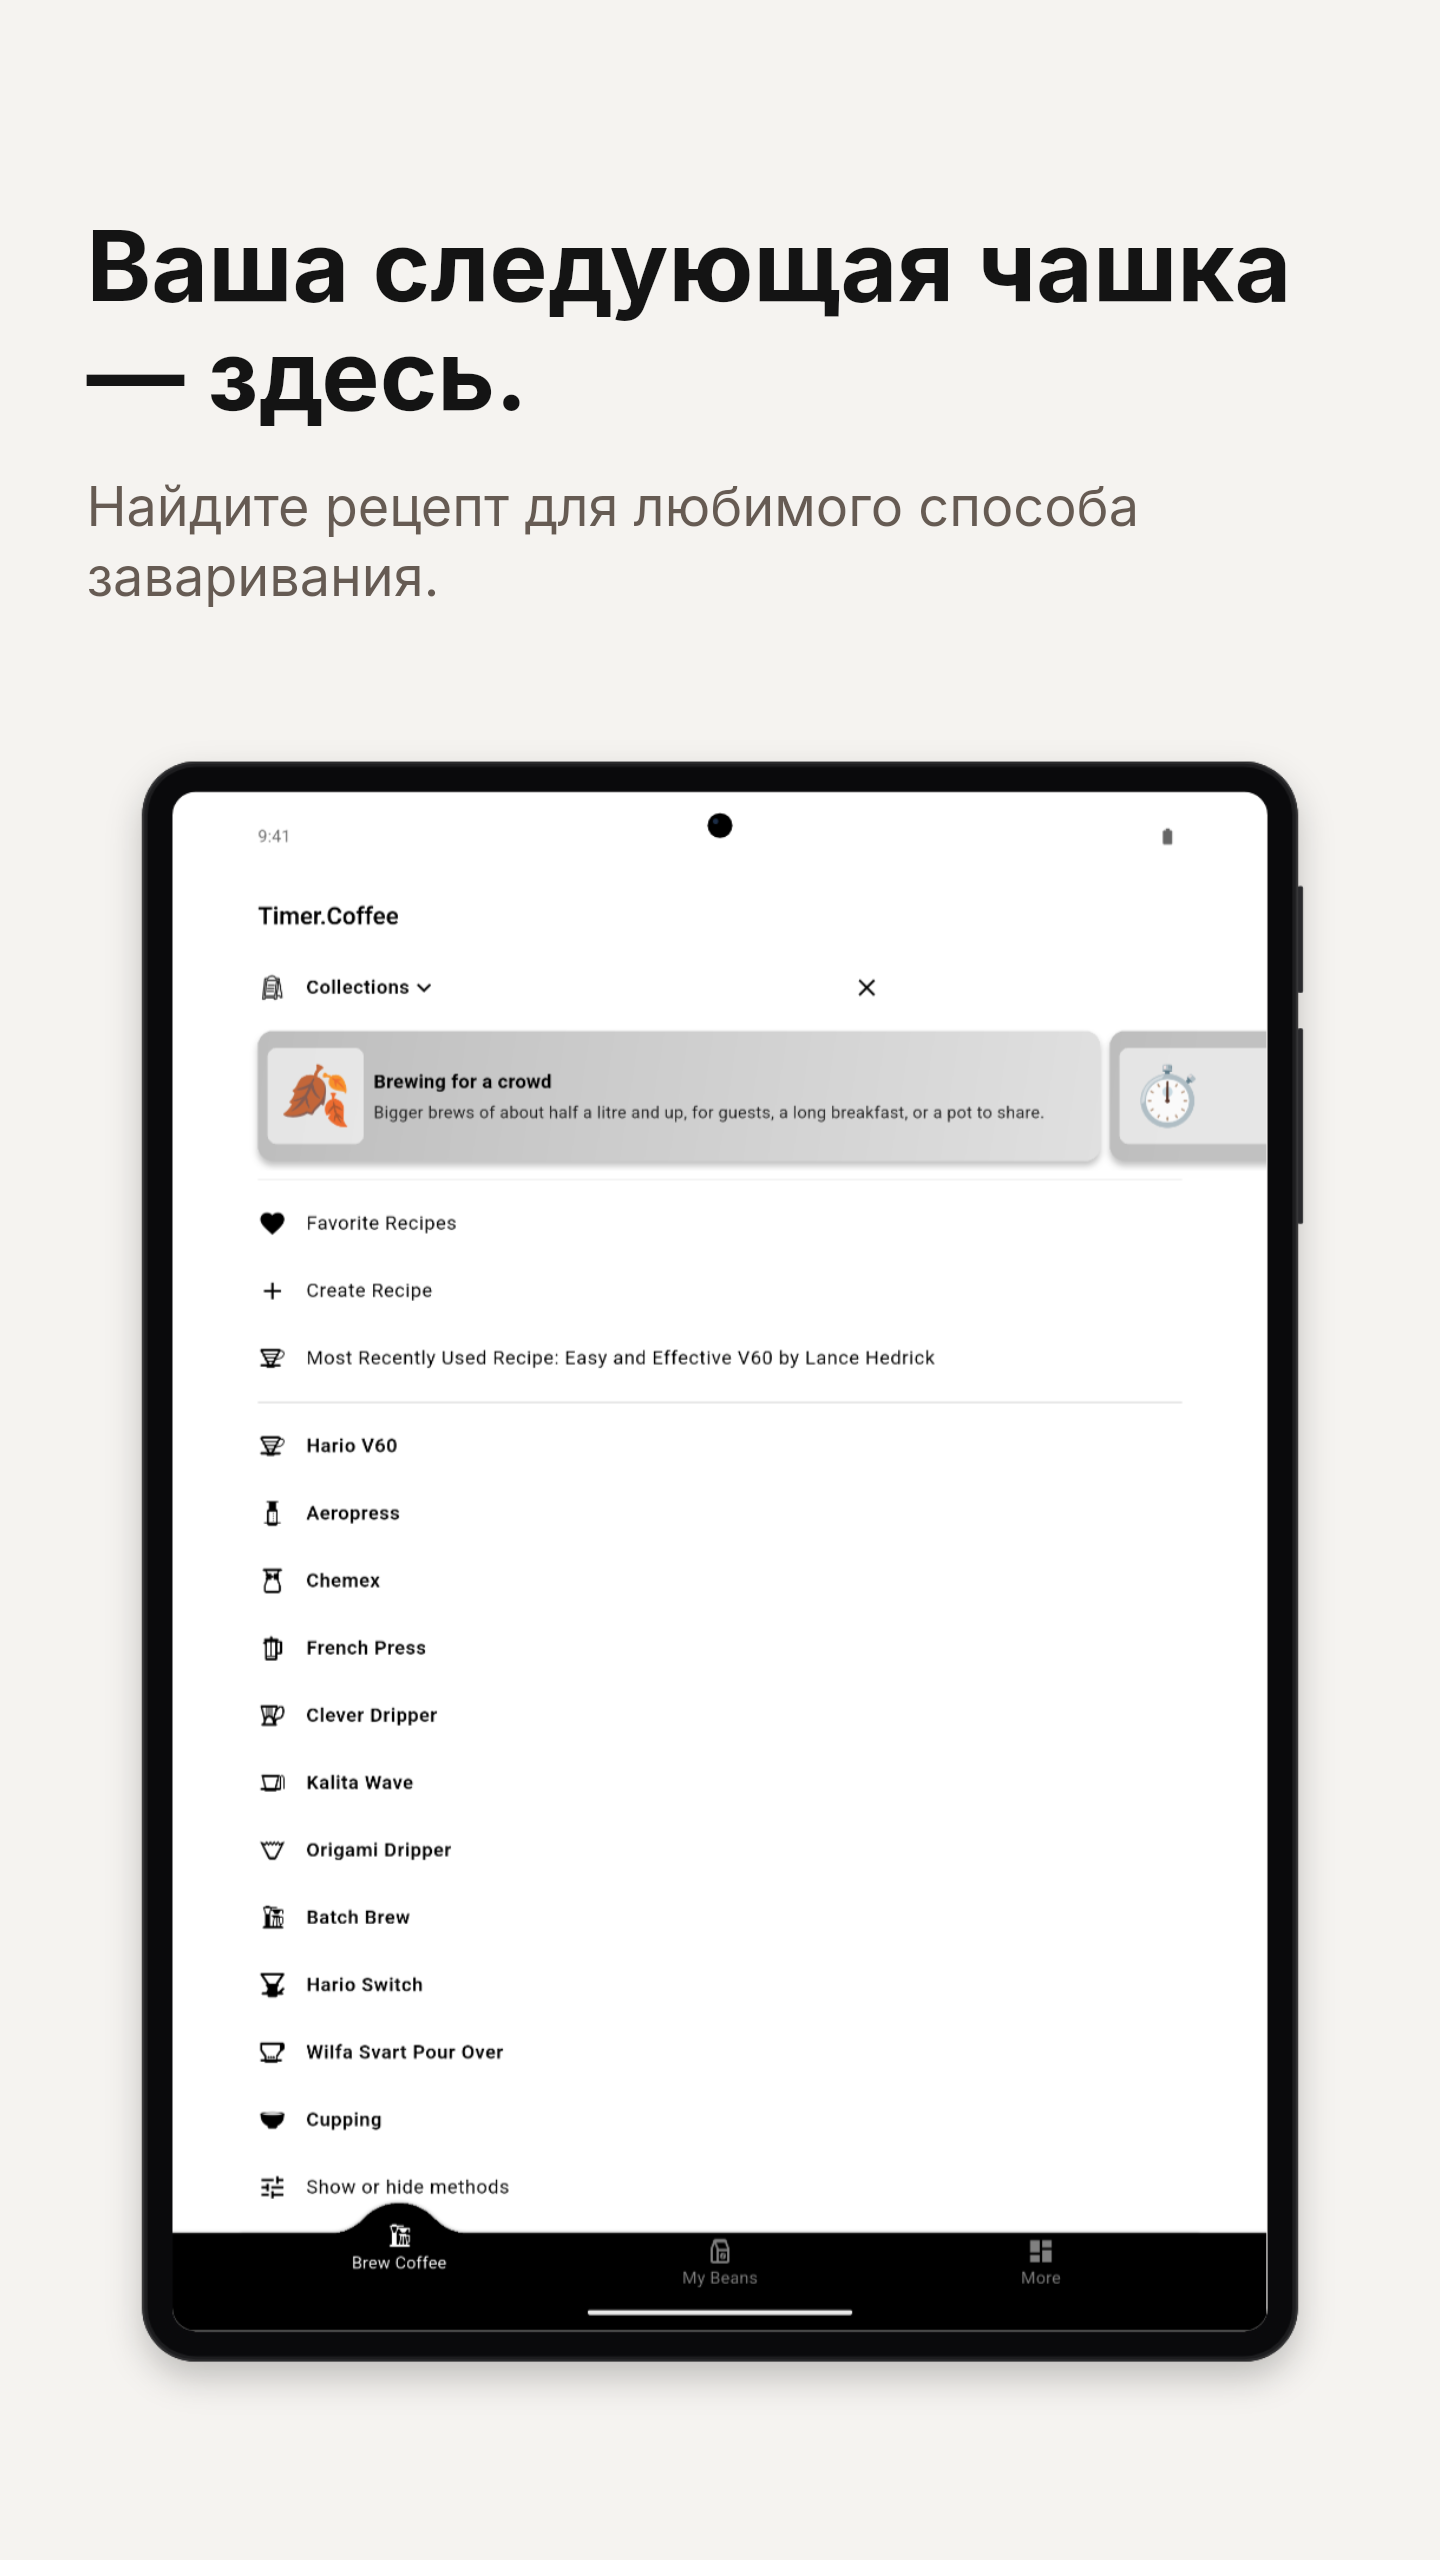 Ваша следующая чашка
— здесь.
Найдите рецепт для любимого способа
заваривания.
9:41
Timer.Coffee
Collections
Brewing for a crowd
Bigger brews of about half a litre and up, for guests, a long breakfast, or a pot to share.
Favorite Recipes
Create Recipe
Most Recently Used Recipe: Easy and Effective V60 by Lance Hedrick
Hario V60
Aeropress
Chemex
French Press
Clever Dripper
Kalita Wave
Origami Dripper
Batch Brew
Hario Switch
Wilfa Svart Pour Over
Cupping
Show or hide methods
Brew Coffee
My Beans
More